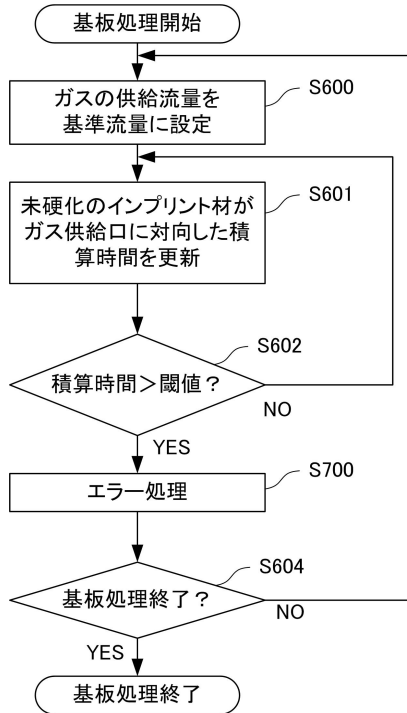 基板処理開始
ガスの供給流量を
基準流量に設定
S600
未硬化のインプリント材が
ガス供給口に対向した積
算時間を更新
S601
積算時間＞閾値？
S602
NO
YES
エラー処理
S700
基板処理終了？
S604
NO
YES
基板処理終了